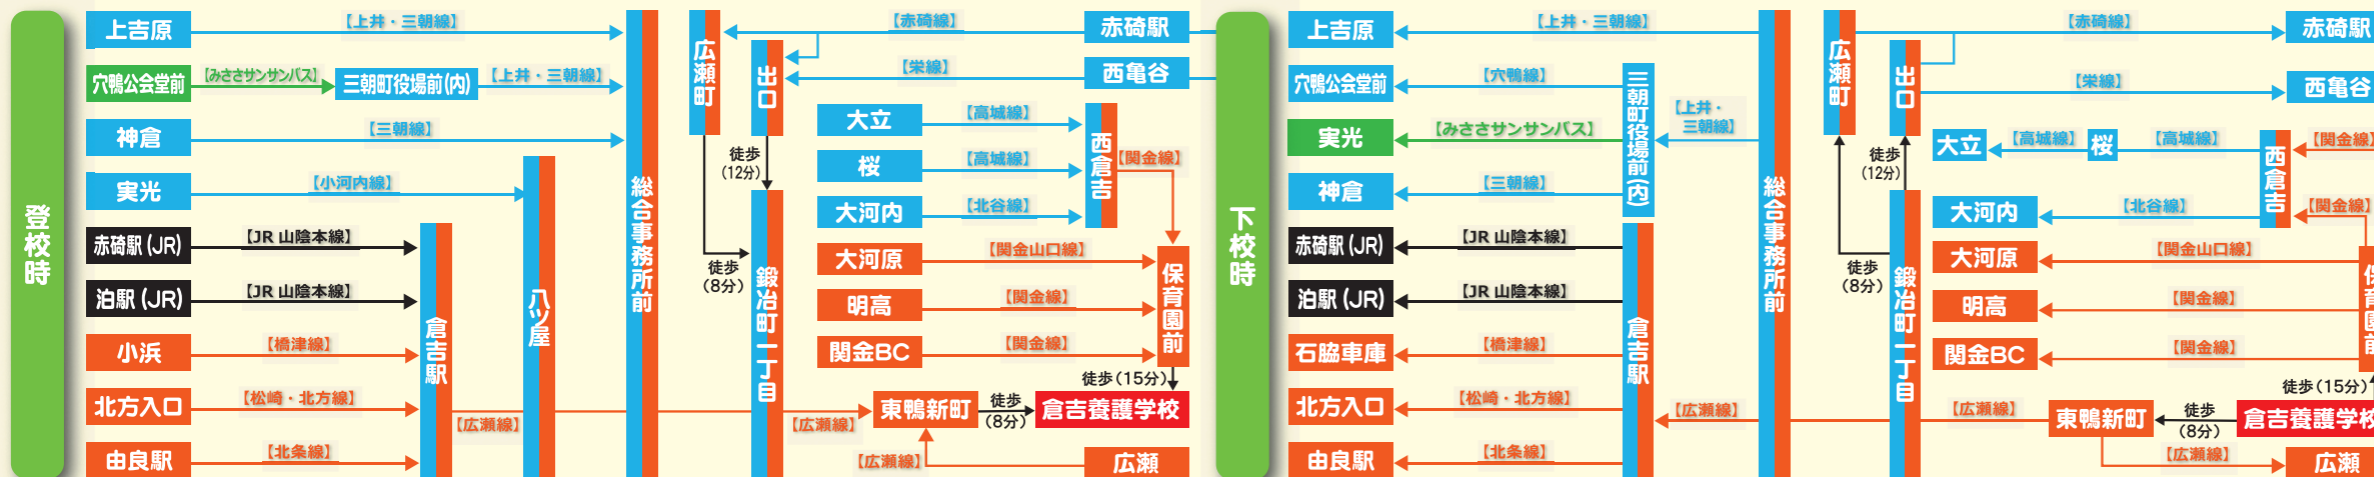 登校時
上吉原
【上井・三朝線】
穴鴨公会堂前
【みささサンサンバス】
三朝町役場前(内)
【上井・三朝線】
神倉
【三朝線】
実光
【小河内線】
赤碕駅(JR)
【JR 山陰本線】
泊駅(JR)
【JR 山陰本線】
小浜
【橋津線】
北方入口
【松崎・北方線】
由良駅
【北条線】
倉吉駅
【広瀬線】
八ツ屋
総合事務所前
広瀬町
出口
徒歩
(12分)
徒歩
(8分)
鍛冶町一丁目
【赤碕線】
赤碕駅
【栄線】
西亀谷
大立
【高城線】
桜
【高城線】
大河内
【北谷線】
西倉吉
【関金線】
大河原
【関金山口線】
明高
【関金線】
関金BC
【関金線】
保育園前
徒歩(15分)
【広瀬線】
東鴨新町
徒歩
(8分)
倉吉養護学校
【広瀬線】
広瀬
下校時
上吉原
【上井・三朝線】
穴鴨公会堂前
【穴鴨線】
実光
【みささサンサンバス】
神倉
【三朝線】
三朝町役場前(内)
【上井・
三朝線】
赤碕駅(JR)
【JR 山陰本線】
泊駅(JR)
【JR 山陰本線】
石脇車庫
【橋津線】
北方入口
【松崎・北方線】
由良駅
【北条線】
倉吉駅
【広瀬線】
総合事務所前
広瀬町
出口
徒歩
(12分)
徒歩
(8分)
鍛冶町一丁目
【赤碕線】
赤碕駅
【栄線】
西亀谷
大立
【高城線】
桜
【高城線】
西倉吉
【関金線】
大河内
【北谷線】
【関金線】
大河原
【関金山口線】
明高
【関金線】
関金BC
【関金線】
保育園前
徒歩(15分)
【広瀬線】
東鴨新町
徒歩
(8分)
倉吉養護学校
【広瀬線】
広瀬